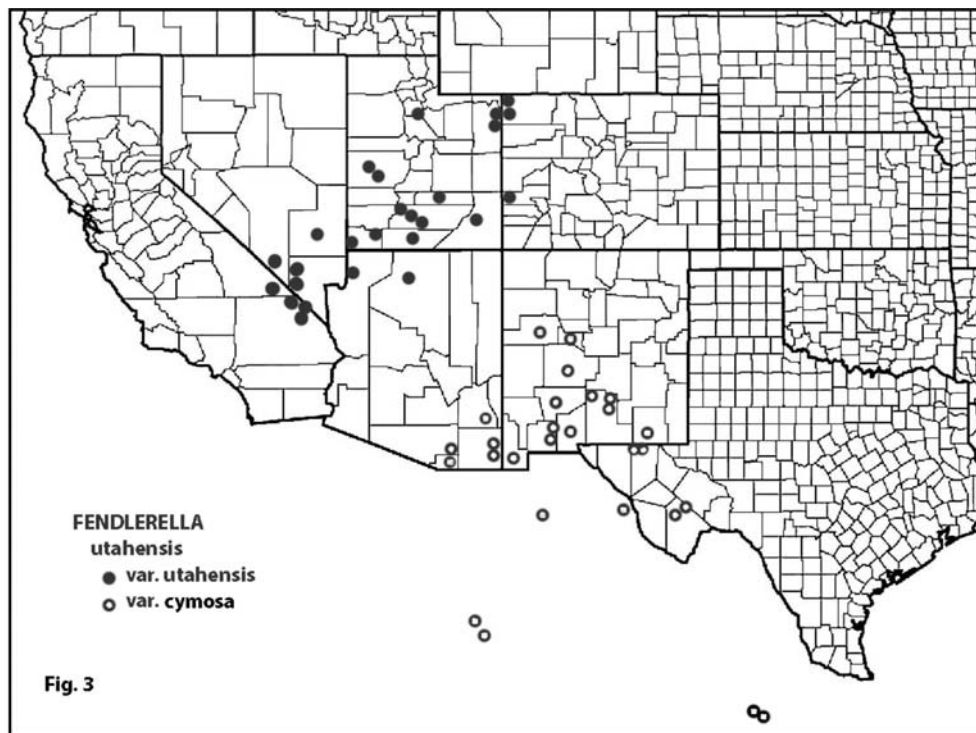 FENDLERELLA
utahensis
var. utahensis
var. cymosa
Fig. 3